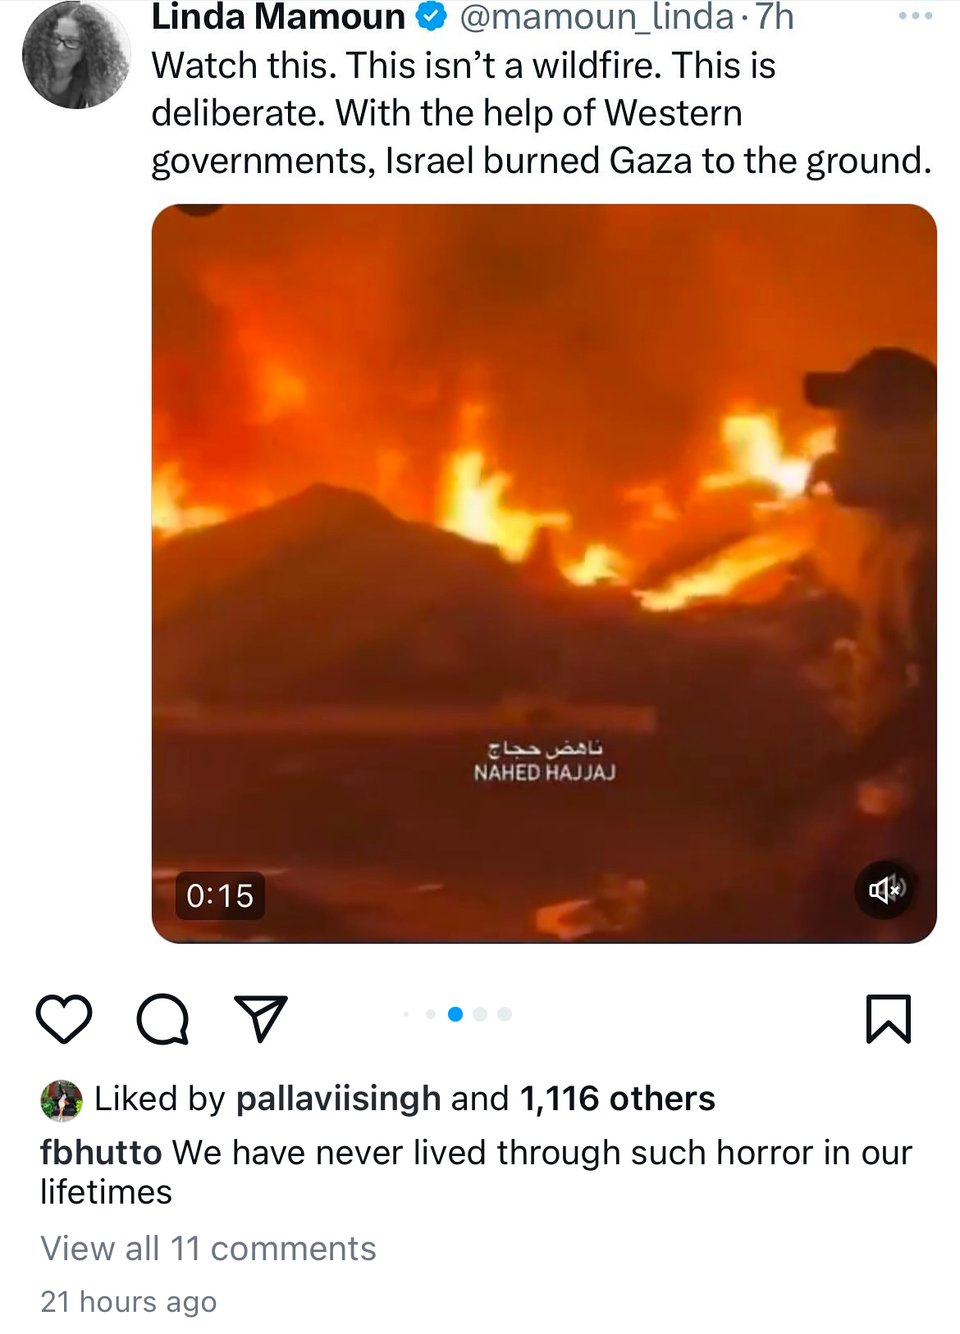 Linda Mamoun @mamoun_linda · 7h
Watch this. This isn’t a wildfire. This is
deliberate. With the help of Western
governments, Israel burned Gaza to the ground.
ناهض حجاج
NAHED HAJJAJ
0:15
Liked by pallaviisingh and 1,116 others
fbhutto We have never lived through such horror in our
lifetimes
View all 11 comments
21 hours ago